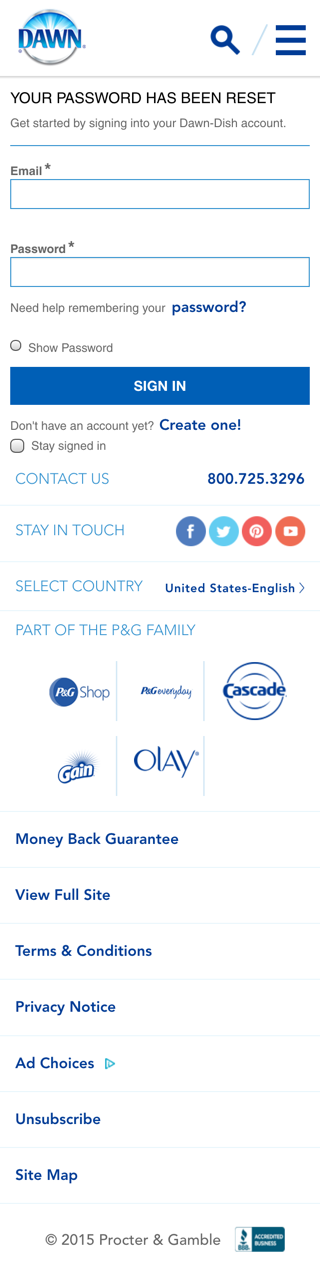 DAWN
YOUR PASSWORD HAS BEEN RESET
Get started by signing into your Dawn-Dish account.
Email *
Password *
Need help remembering your password?
Show Password
SIGN IN
Don't have an account yet? Create one!
Stay signed in
CONTACT US 800.725.3296
STAY IN TOUCH
SELECT COUNTRY United States-English >
PART OF THE P&G FAMILY
P&G Shop P&G everyday Cascade
Gain OLAY®
Money Back Guarantee
View Full Site
Terms & Conditions
Privacy Notice
Ad Choices
Unsubscribe
Site Map
© 2015 Procter & Gamble BBB ACCREDITED BUSINESS